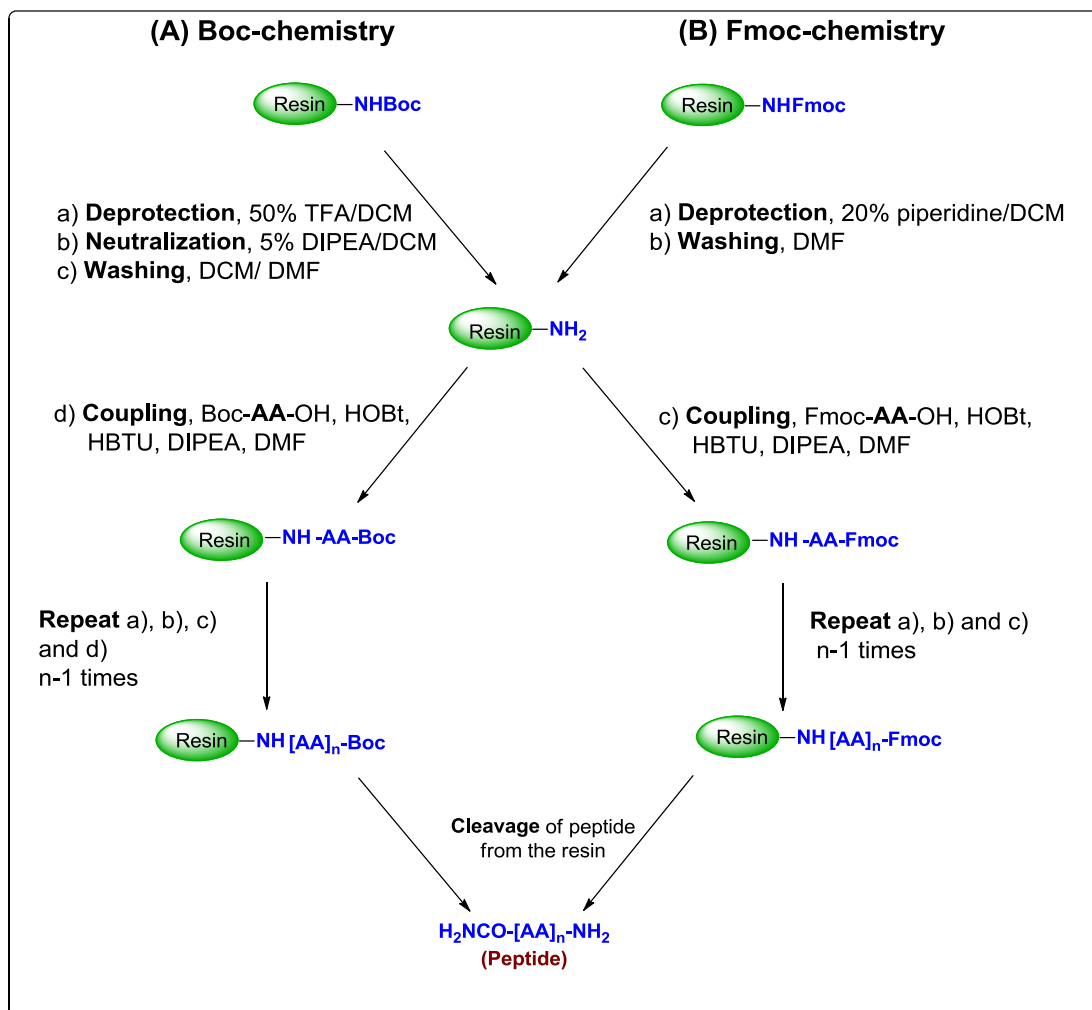 (A) Boc-chemistry
(B) Fmoc-chemistry
Resin NHBoc
Resin NHFmoc
a) Deprotection, 50% TFA/DCM
b) Neutralization, 5% DIPEA/DCM
c) Washing, DCM/ DMF
a) Deprotection, 20% piperidine/DCM
b) Washing, DMF
Resin NH₂
d) Coupling, Boc-AA-OH, HOBt,
HBTU, DIPEA, DMF
c) Coupling, Fmoc-AA-OH, HOBt,
HBTU, DIPEA, DMF
Resin NH -AA-Boc
Resin NH -AA-Fmoc
Repeat a), b), c)
and d)
n-1 times
Repeat a), b) and c)
n-1 times
Resin NH [AA]ₙ-Boc
Resin NH [AA]ₙ-Fmoc
Cleavage of peptide
from the resin
H₂NCO-[AA]ₙ-NH₂
(Peptide)